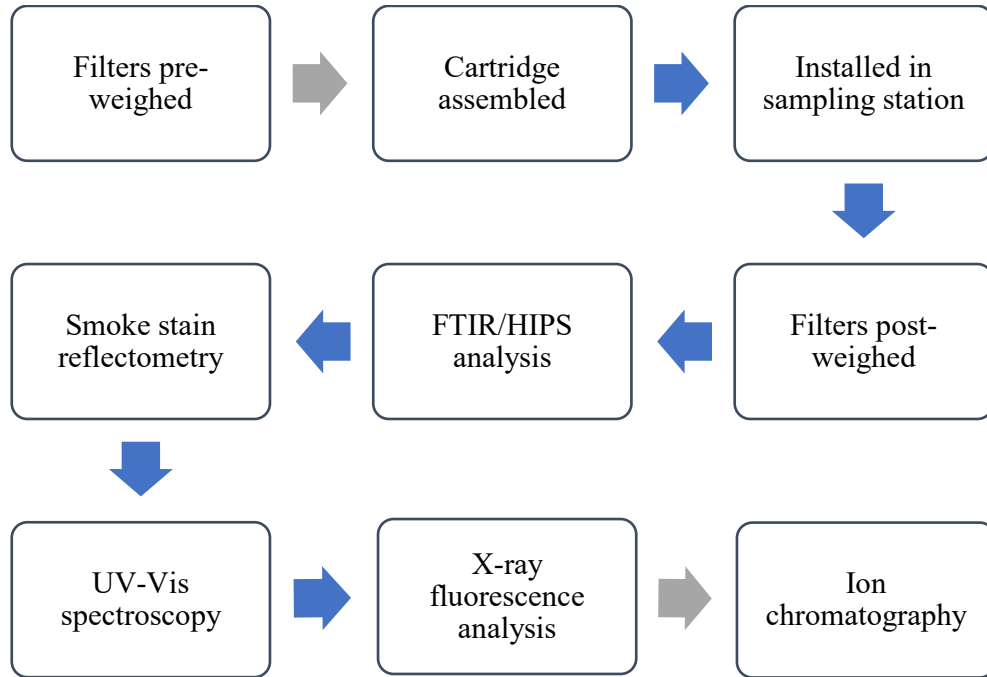 Filters pre-
weighed
Cartridge
assembled
Installed in
sampling station
Filters post-
weighed
FTIR/HIPS
analysis
Smoke stain
reflectometry
UV-Vis
spectroscopy
X-ray
fluorescence
analysis
Ion
chromatography